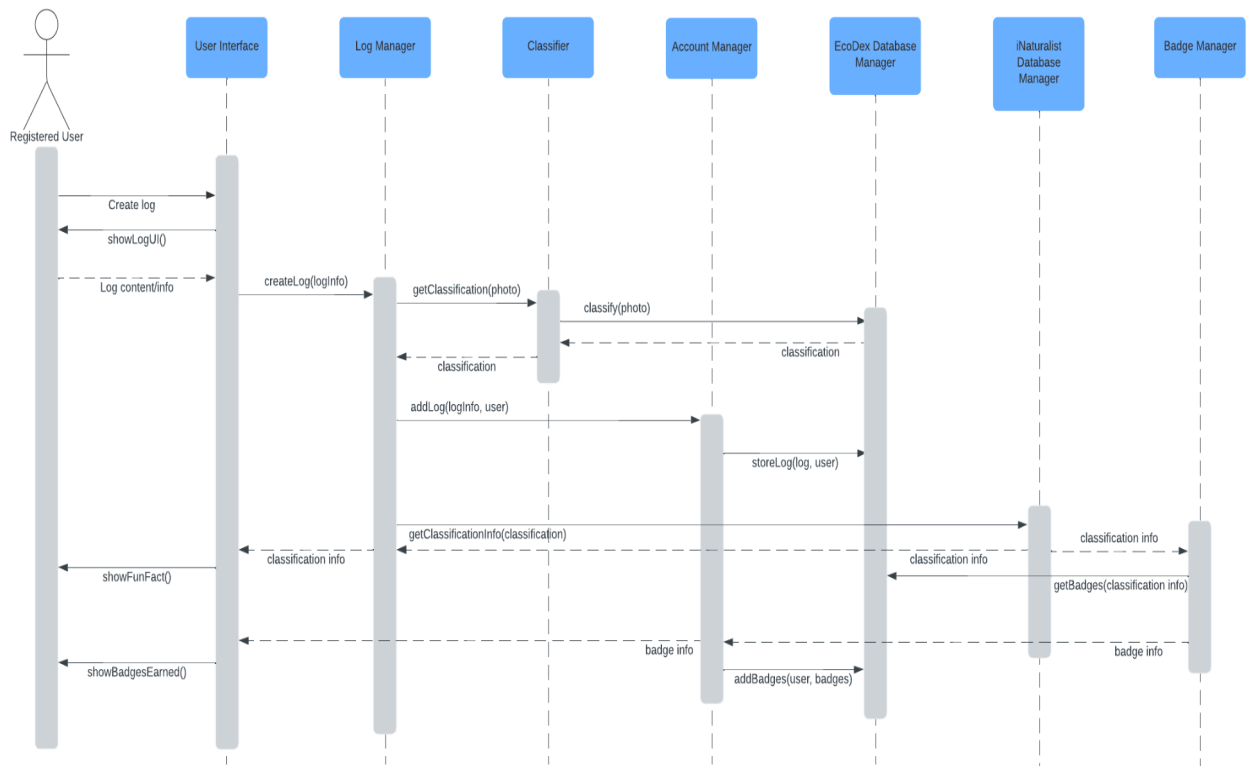 User Interface
Log Manager
Classifier
Account Manager
EcoDex Database
Manager
iNaturalist
Database
Manager
Badge Manager
Registered User
Create log
showLogUI()
Log content/info
createLog(logInfo)
getClassification(photo)
classify(photo)
classification
classification
addLog(logInfo, user)
storeLog(log, user)
getClassificationInfo(classification)
classification info
classification info
classification info
showFunFact()
getBadges(classification info)
badge info
badge info
showBadgesEarned()
addBadges(user, badges)